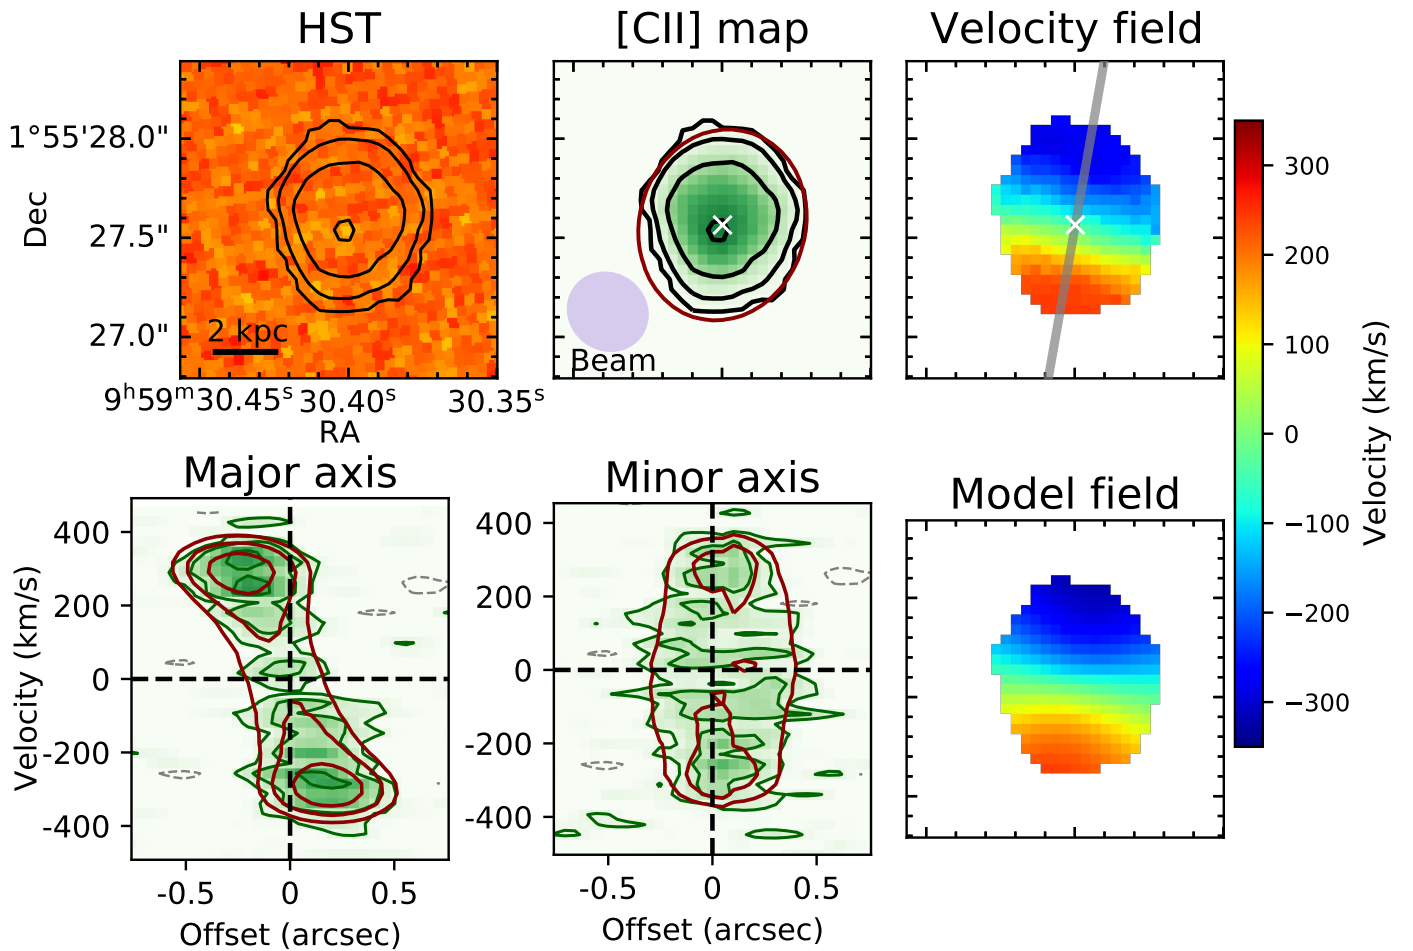 HST
[CII] map
Velocity field
1°55'28.0"
27.5"
27.0"
Dec
2 kpc
9ʰ59ᵐ30.45ˢ 30.40ˢ 30.35ˢ
RA
Beam
300
200
100
0
−100
−200
−300
Velocity (km/s)
Major axis
400
200
0
-200
-400
Velocity (km/s)
-0.5 0 0.5
Offset (arcsec)
Minor axis
400
200
0
-200
-400
-0.5 0 0.5
Offset (arcsec)
Model field